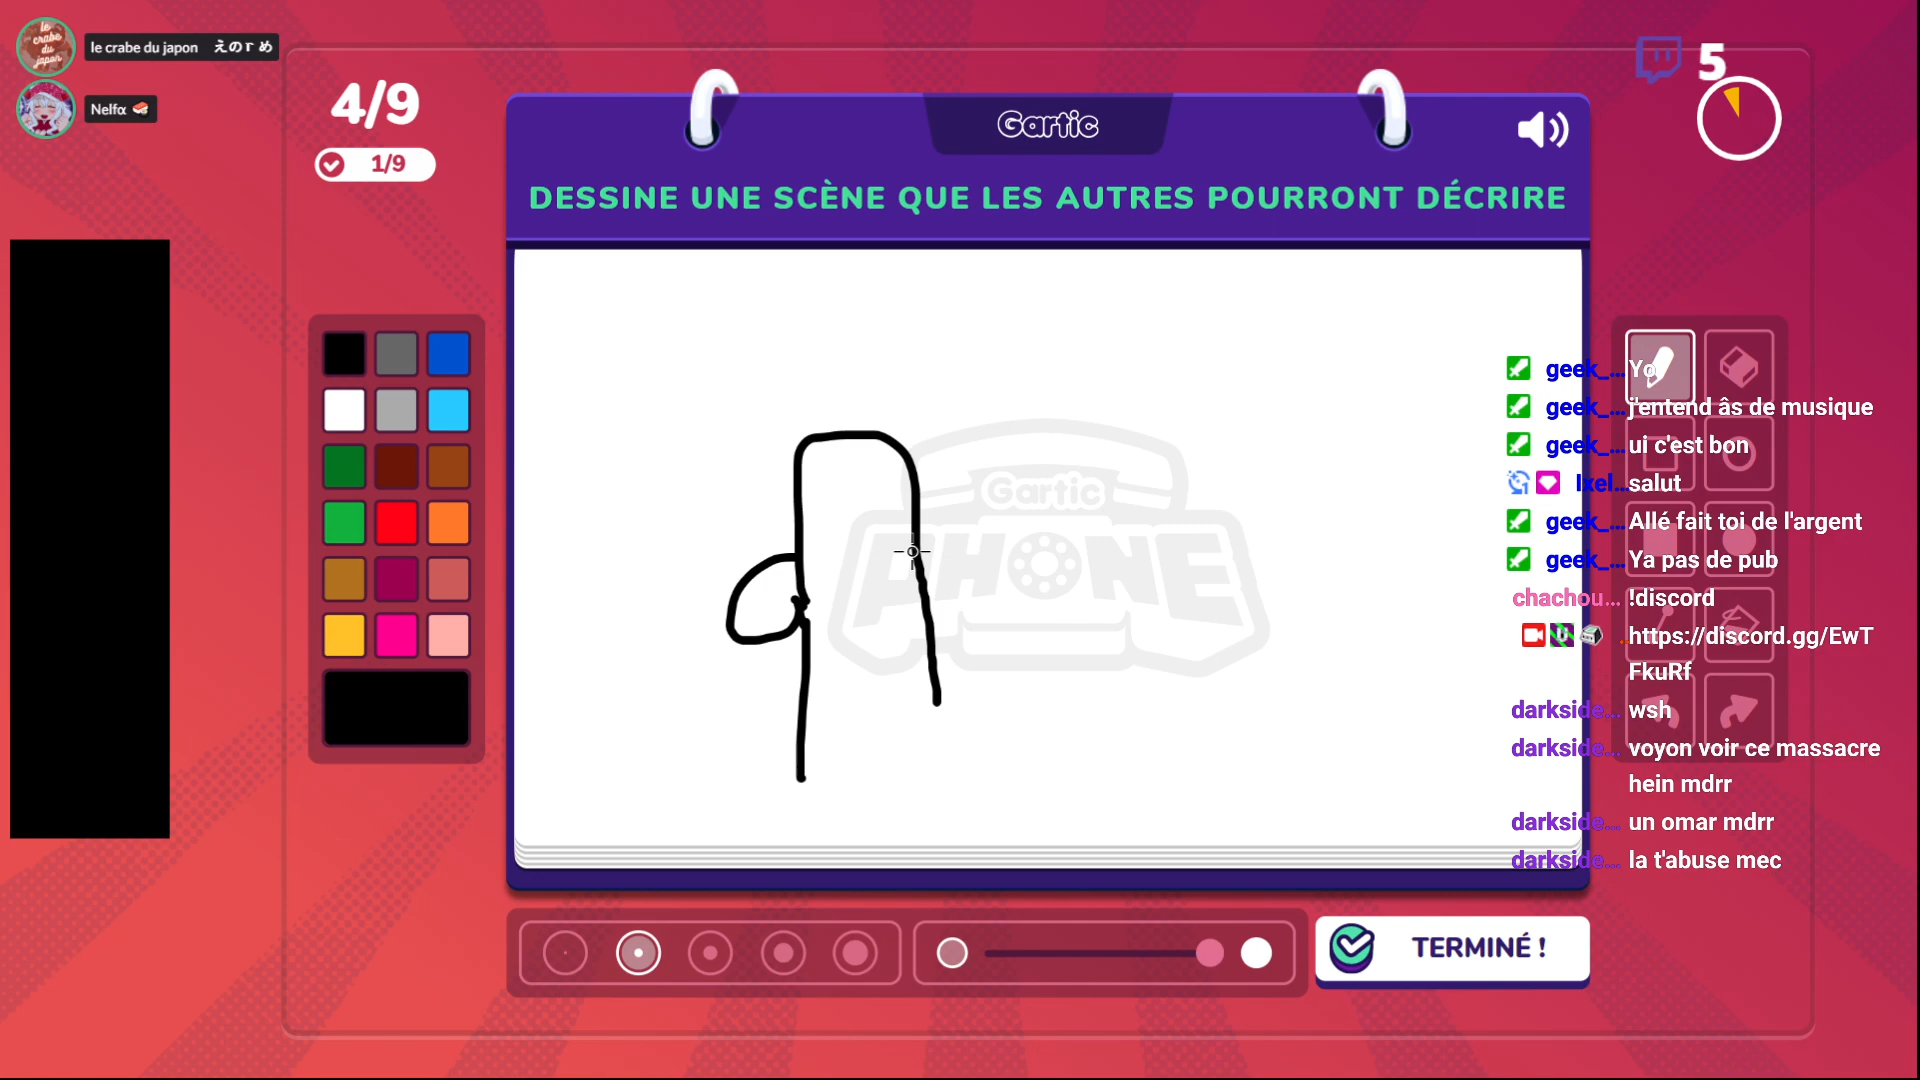 le crabe du japon えのすめ
Nelfα
4/9
1/9
Gartic
5
DESSINE UNE SCÈNE QUE LES AUTRES POURRONT DÉCRIRE
Gartic
PHONE
geek_... Yo
geek_... j'entend âs de musique
geek_... ui c'est bon
Ixel... salut
geek_... Allé fait toi de l'argent
geek_... Ya pas de pub
chachou... !discord
https://discord.gg/EwT
FkuRf
darkside... wsh
darkside... voyon voir ce massacre
hein mdrr
darkside... un omar mdrr
darkside... la t'abuse mec
TERMINÉ !